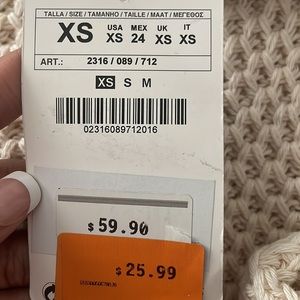 TALLA / SIZE / TAMANHO / TAILLE / MAAT / ΜΕΓΕΘΟΣ
XS USA XS MEX 24 UK XS IT XS
ART.: 2316 / 089 / 712
XS S M
02316089712016
$ 59.90
$ 25.99